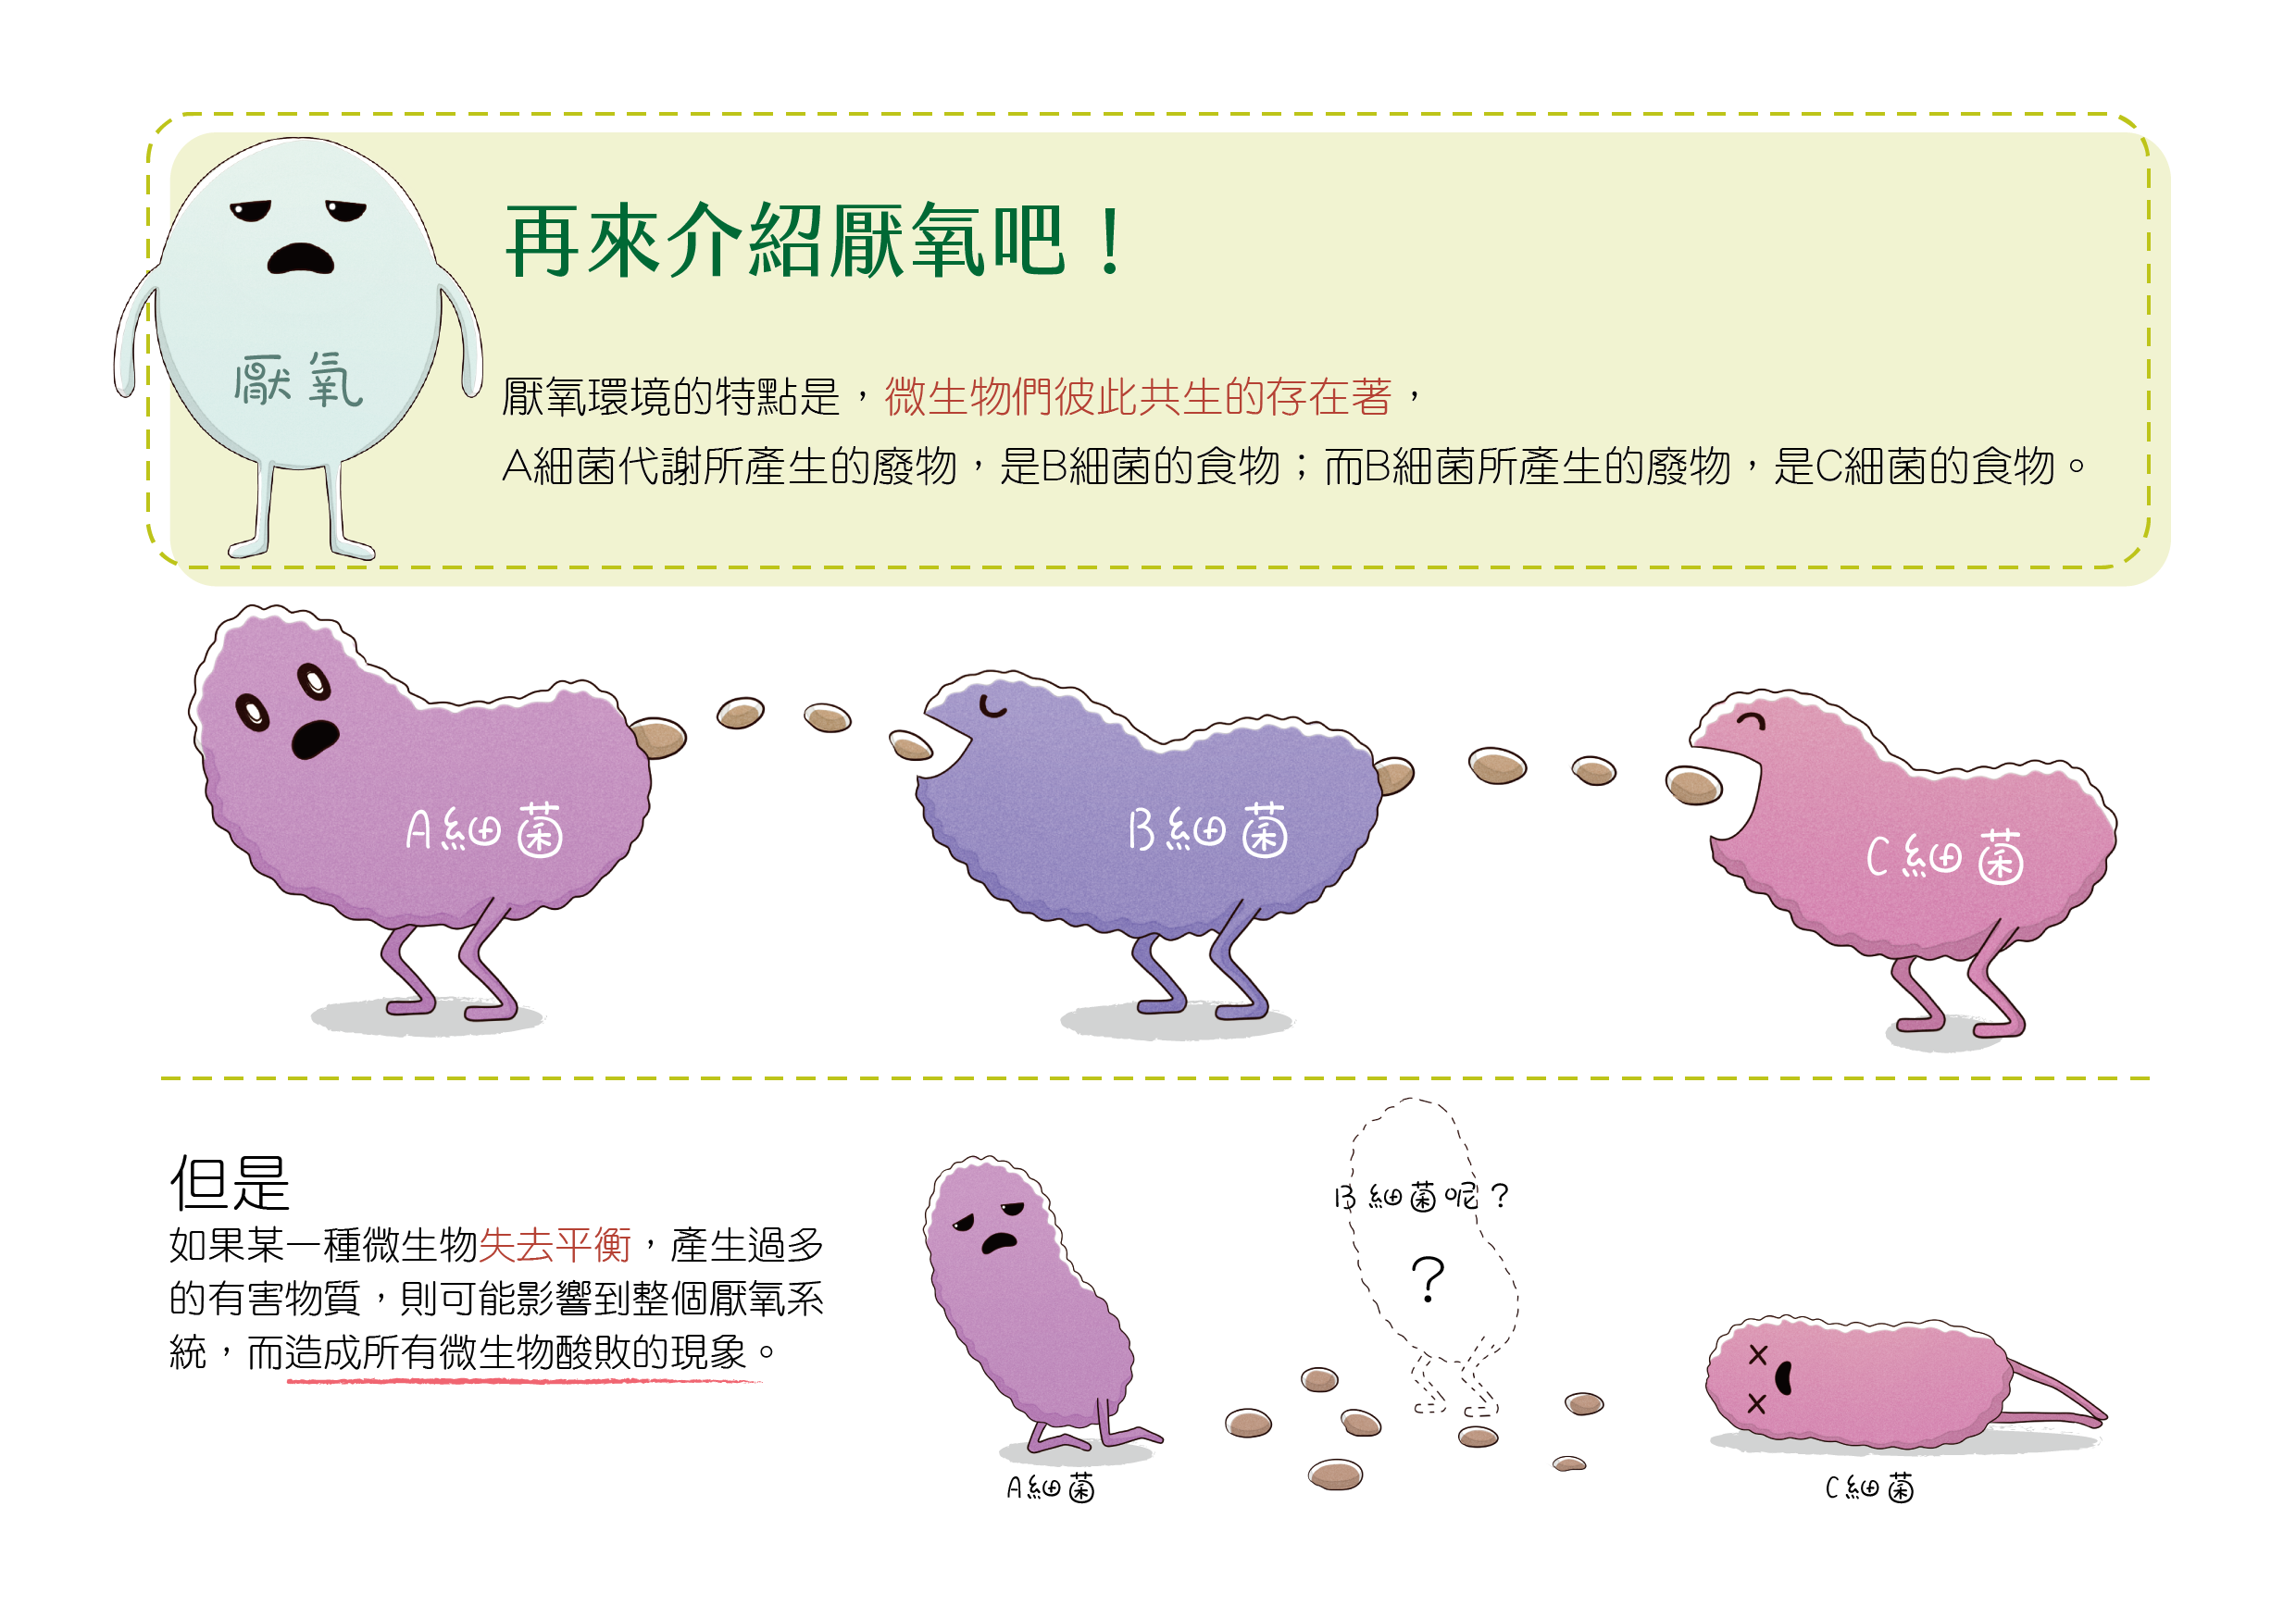 再來介紹厭氧吧！
厭氧
厭氧環境的特點是，微生物們彼此共生的存在著，
A細菌代謝所產生的廢物，是B細菌的食物；而B細菌所產生的廢物，是C細菌的食物。
A細菌
B細菌
C細菌
但是
如果某一種微生物失去平衡，產生過多
的有害物質，則可能影響到整個厭氧系
統，而造成所有微生物酸敗的現象。
B細菌呢？
？
A細菌
C細菌